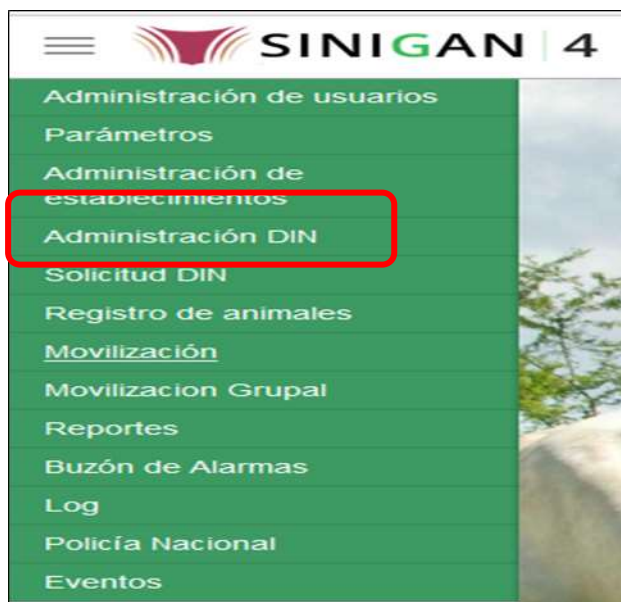 SINIGAN | 4
Administración de usuarios
Parámetros
Administración de
establecimientos
Administración DIN
Solicitud DIN
Registro de animales
Movilización
Movilizacion Grupal
Reportes
Buzón de Alarmas
Log
Policía Nacional
Eventos